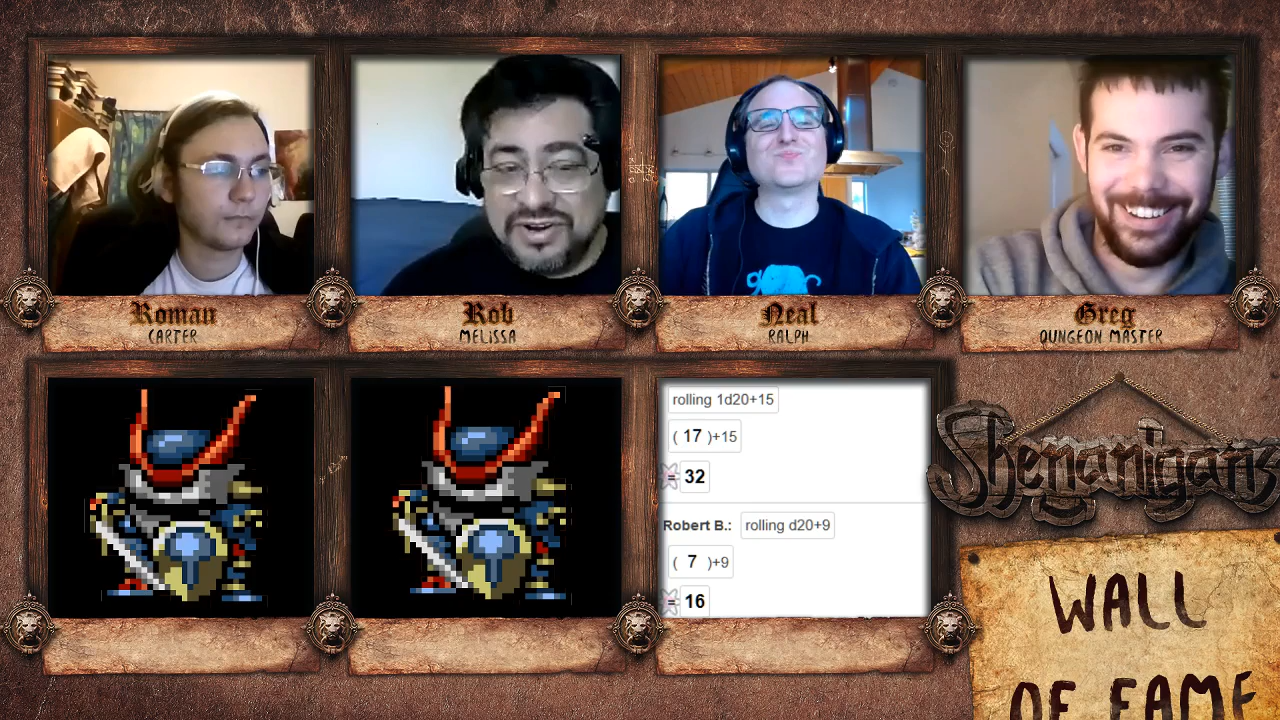 Roman
CARTER
Rob
MELISSA
Neal
RALPH
Greg
DUNGEON MASTER
rolling 1d20+15
( 17 )+15
= 32
Robert B.: rolling d20+9
( 7 )+9
= 16
Shenanigans
WALL
OF FAME